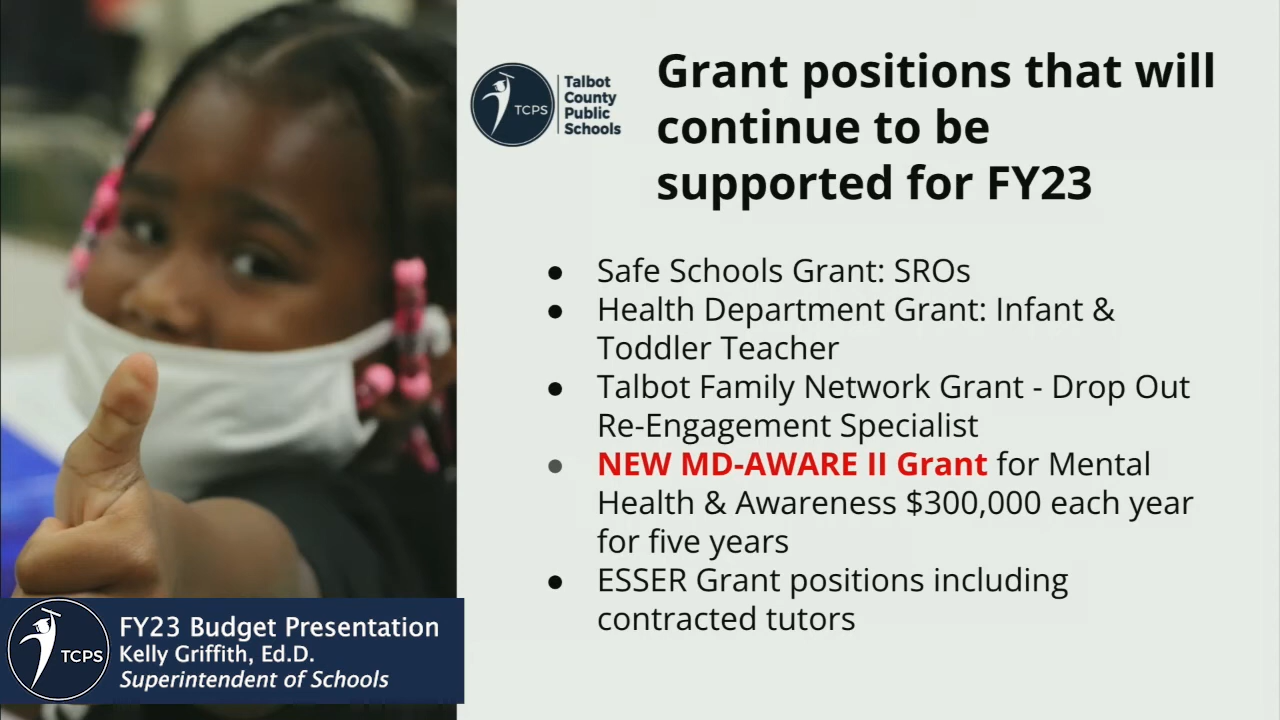 TCPS
Talbot
County
Public
Schools
Grant positions that will
continue to be
supported for FY23
● Safe Schools Grant: SROs
● Health Department Grant: Infant &
Toddler Teacher
● Talbot Family Network Grant - Drop Out
Re-Engagement Specialist
● NEW MD-AWARE II Grant for Mental
Health & Awareness $300,000 each year
for five years
● ESSER Grant positions including
contracted tutors
TCPS
FY23 Budget Presentation
Kelly Griffith, Ed.D.
Superintendent of Schools